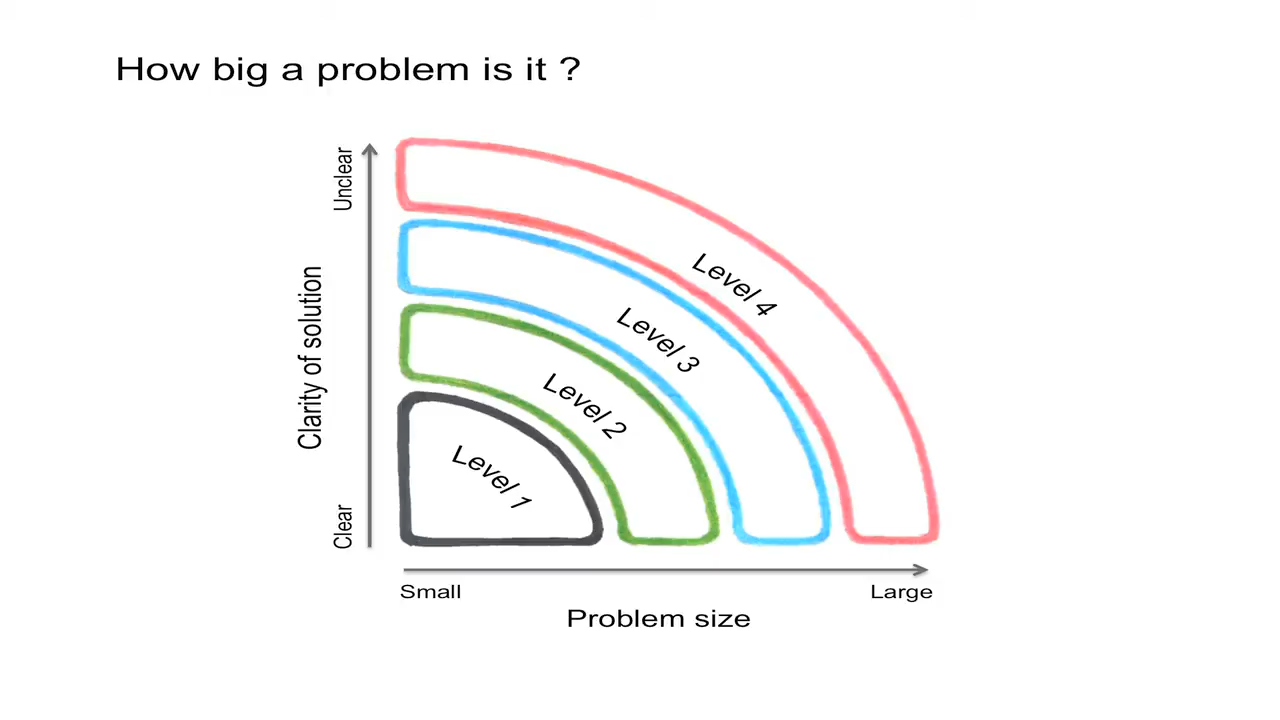 How big a problem is it ?
Unclear
Clarity of solution
Clear
Level 4
Level 3
Level 2
Level 1
Small
Large
Problem size